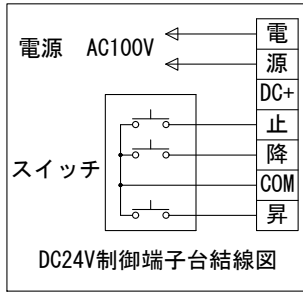 電源 AC100V
電
源
DC+
止
降
COM
昇
スイッチ
DC24V制御端子台結線図